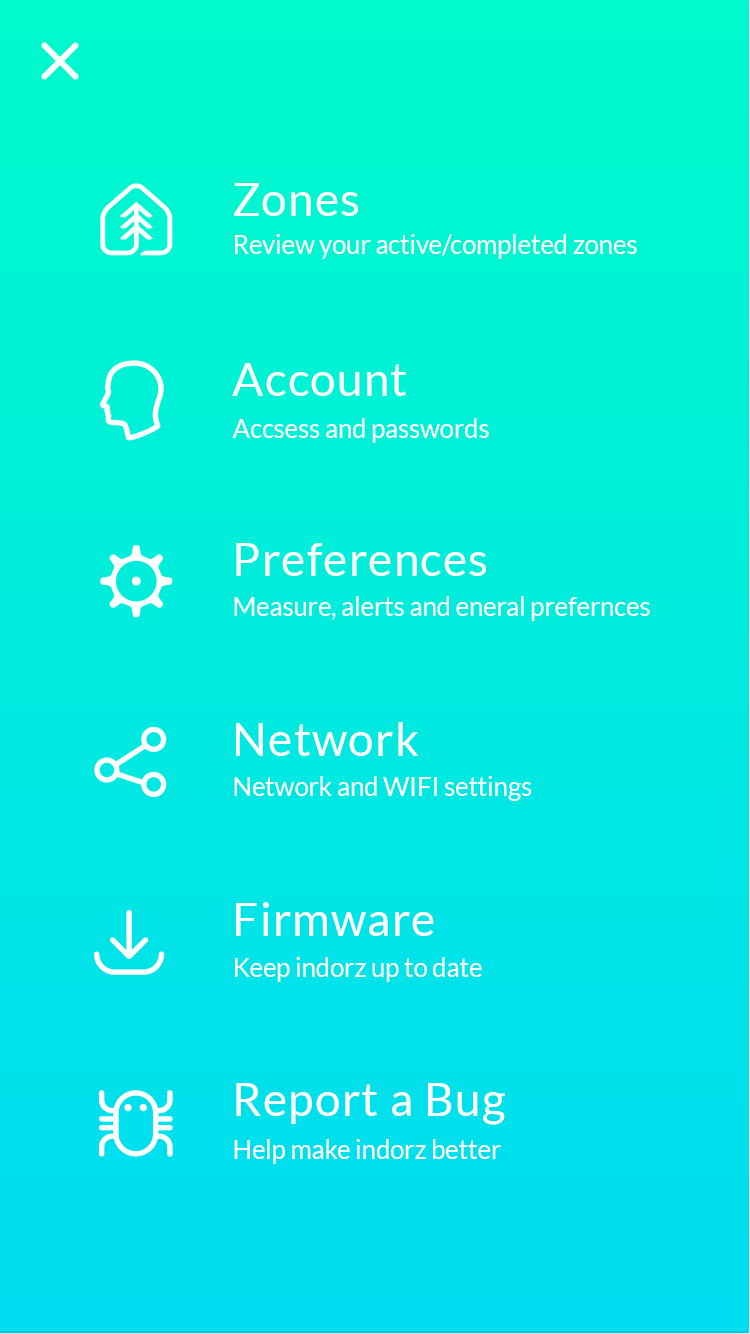 Zones
Review your active/completed zones
Account
Accsess and passwords
Preferences
Measure, alerts and eneral prefernces
Network
Network and WIFI settings
Firmware
Keep indorz up to date
Report a Bug
Help make indorz better